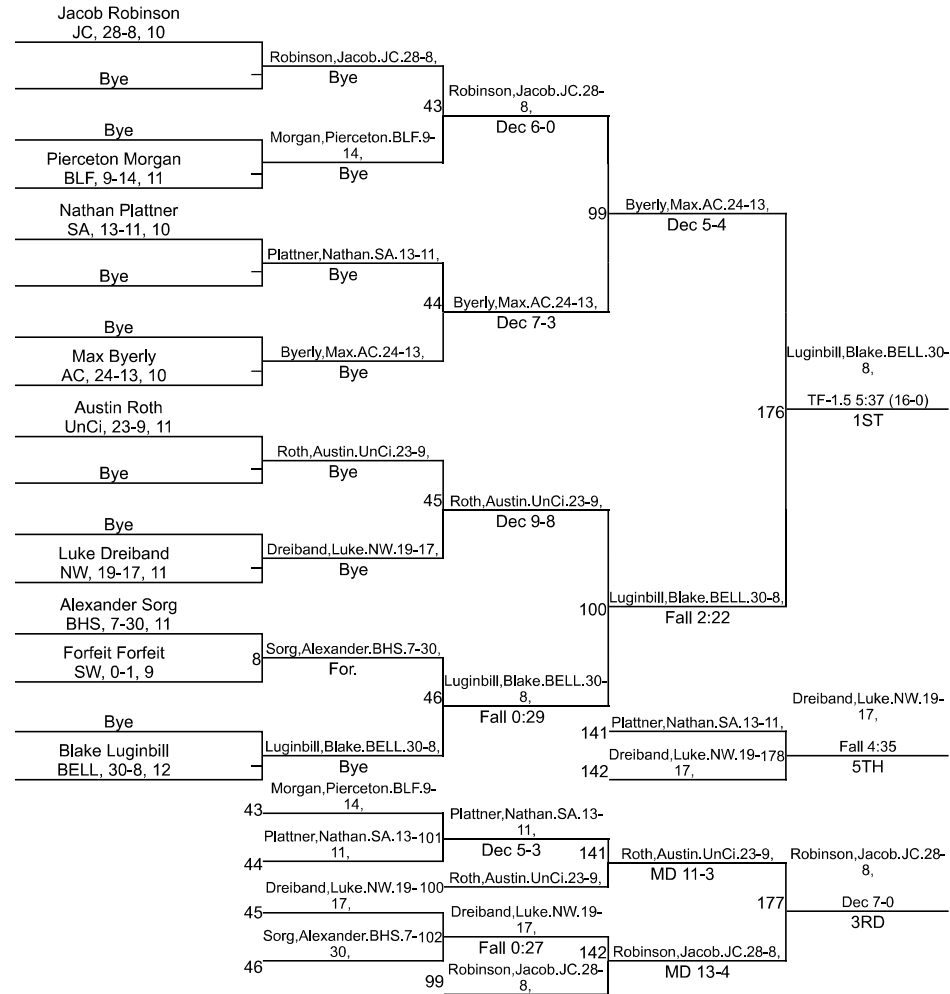 Jacob Robinson
JC, 28-8, 10
Bye
Robinson,Jacob.JC.28-8,
Bye
43
Robinson,Jacob.JC.28-
8,
Dec 6-0
Bye
Pierceton Morgan
BLF, 9-14, 11
Morgan,Pierceton.BLF.9-
14,
Bye
Nathan Plattner
SA, 13-11, 10
Bye
Plattner,Nathan.SA.13-11,
Bye
99
Byerly,Max.AC.24-13,
Dec 5-4
44
Byerly,Max.AC.24-13,
Dec 7-3
Bye
Max Byerly
AC, 24-13, 10
Byerly,Max.AC.24-13,
Bye
Luginbill,Blake.BELL.30-
8,
176
TF-1.5 5:37 (16-0)
1ST
Austin Roth
UnCi, 23-9, 11
Bye
Roth,Austin.UnCi.23-9,
Bye
45
Roth,Austin.UnCi.23-9,
Dec 9-8
Bye
Luke Dreiband
NW, 19-17, 11
Dreiband,Luke.NW.19-17,
Bye
100
Luginbill,Blake.BELL.30-8,
Fall 2:22
Alexander Sorg
BHS, 7-30, 11
Forfeit Forfeit
SW, 0-1, 9
8
Sorg,Alexander.BHS.7-30,
For.
46
Luginbill,Blake.BELL.30-
8,
Fall 0:29
Bye
Blake Luginbill
BELL, 30-8, 12
Luginbill,Blake.BELL.30-8,
Bye
141
Plattner,Nathan.SA.13-11,
142
Dreiband,Luke.NW.19-
17,
178
Dreiband,Luke.NW.19-
17,
Fall 4:35
5TH
43
Morgan,Pierceton.BLF.9-
14,
44
Plattner,Nathan.SA.13-
11,
101
Plattner,Nathan.SA.13-
11,
Dec 5-3
141
100
Roth,Austin.UnCi.23-9,
Roth,Austin.UnCi.23-9,
MD 11-3
45
Dreiband,Luke.NW.19-
17,
46
Sorg,Alexander.BHS.7-
30,
102
Dreiband,Luke.NW.19-
17,
Fall 0:27
142
99
Robinson,Jacob.JC.28-
8,
Robinson,Jacob.JC.28-8,
MD 13-4
177
Robinson,Jacob.JC.28-
8,
Dec 7-0
3RD